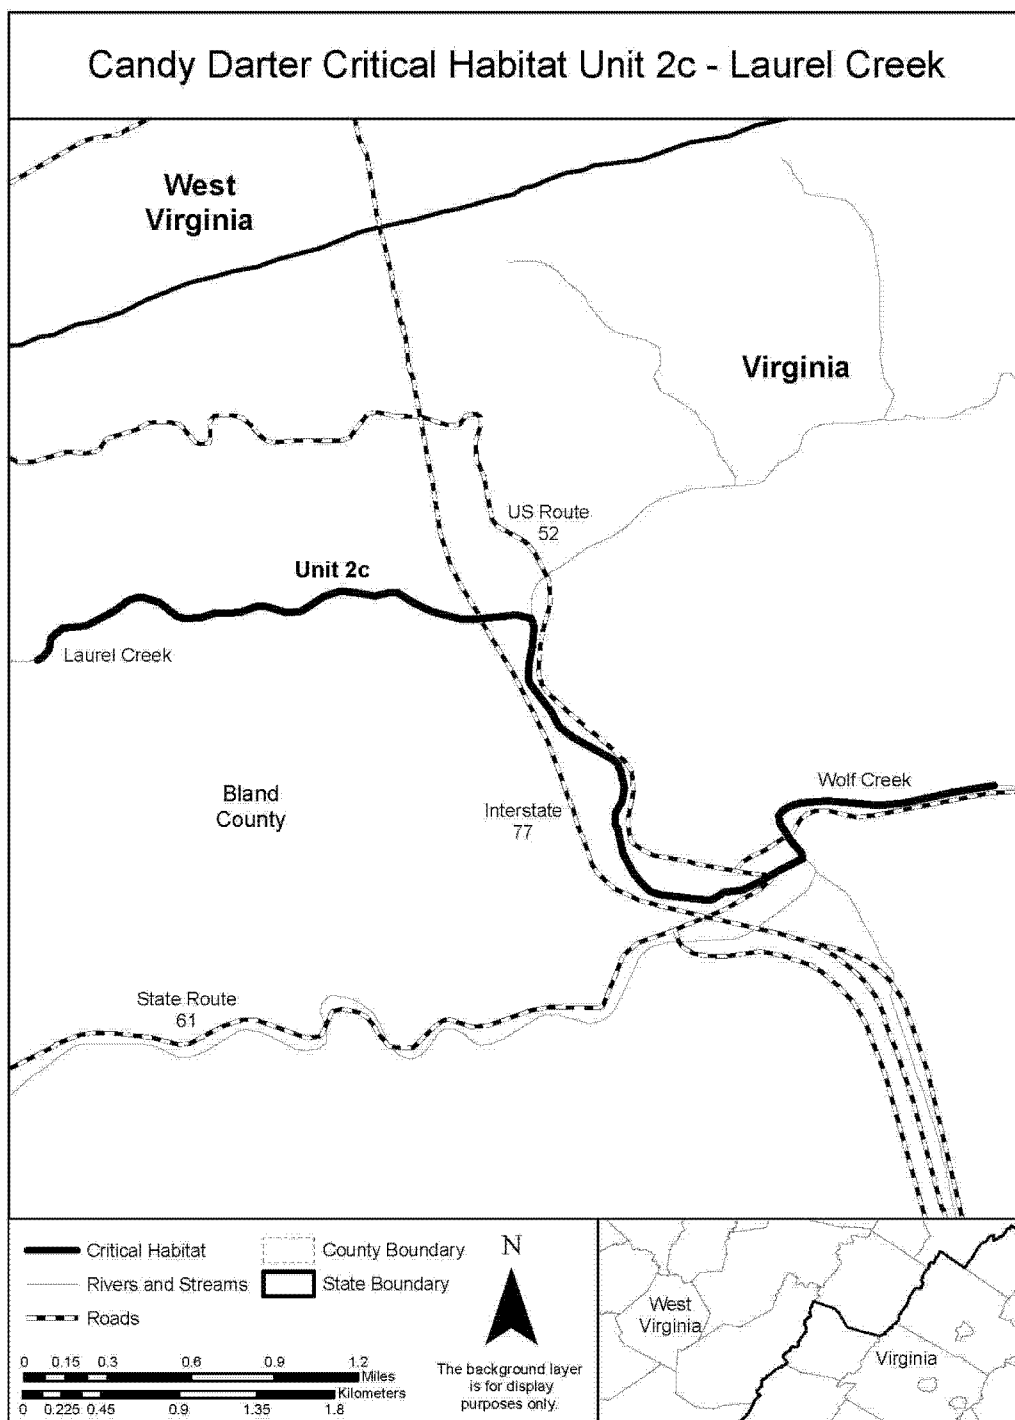 Candy Darter Critical Habitat Unit 2c - Laurel Creek
West
Virginia
Virginia
US Route
52
Unit 2c
Laurel Creek
Wolf Creek
Bland
County
Interstate
77
State Route
61
Critical Habitat
Rivers and Streams
Roads
County Boundary
State Boundary
N
The background layer
is for display
purposes only.
0 0.15 0.3 0.6 0.9 1.2
Miles
Kilometers
0 0.225 0.45 0.9 1.35 1.8
West
Virginia
Virginia